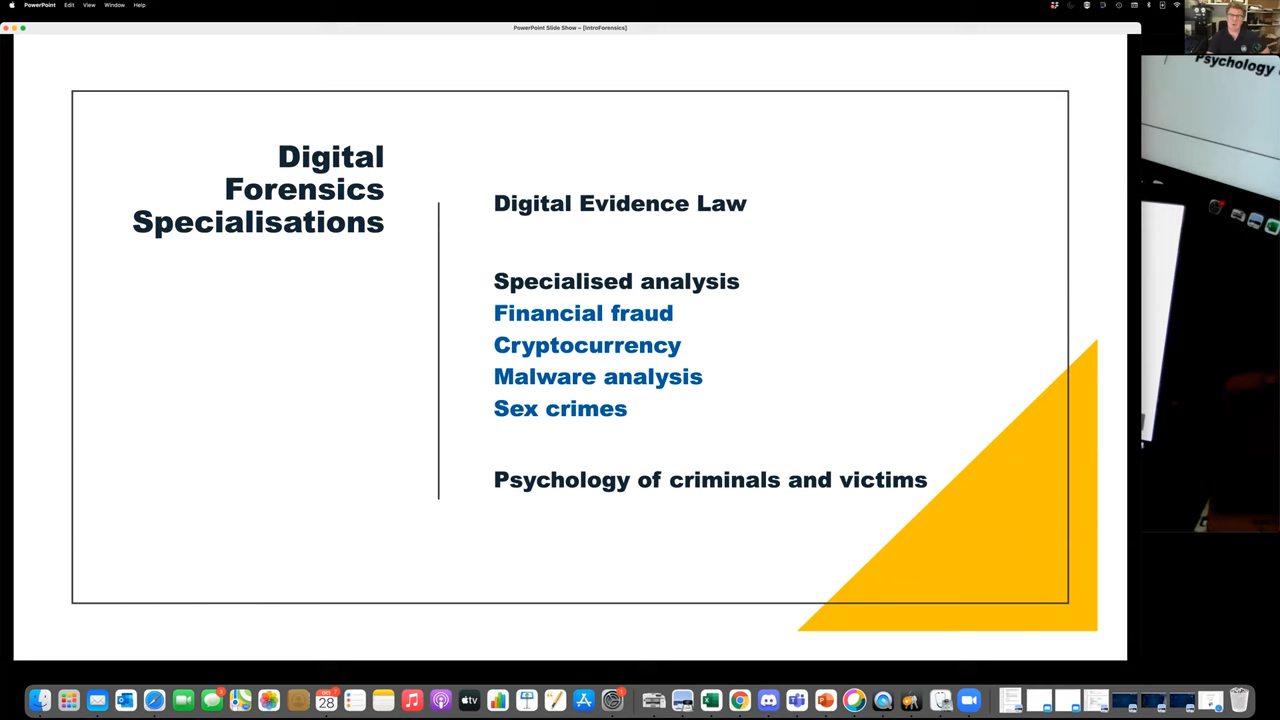 PowerPoint Edit View Window Help
PowerPoint Slide Show – [introForensics]
Psychology
Digital
Forensics
Specialisations
Digital Evidence Law
Specialised analysis
Financial fraud
Cryptocurrency
Malware analysis
Sex crimes
Psychology of criminals and victims
28
tv